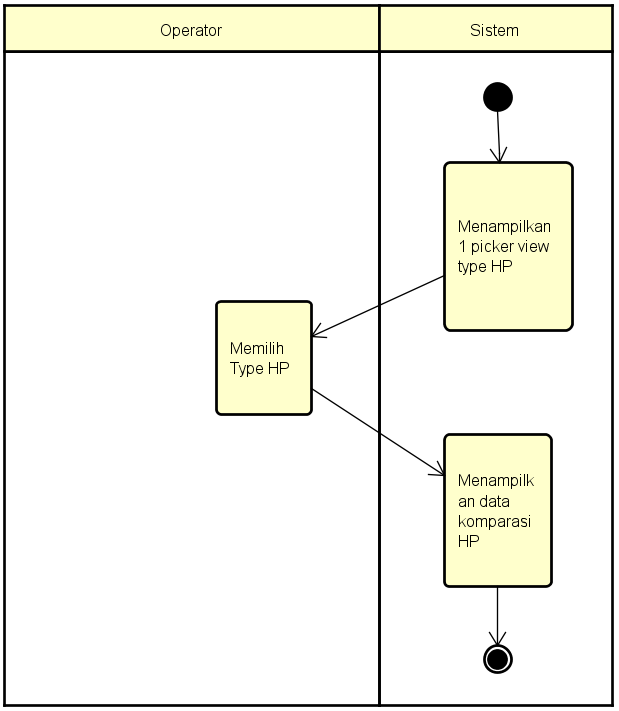 Operator
Sistem
Menampilkan
1 picker view
type HP
Memilih
Type HP
Menampilk
an data
komparasi
HP